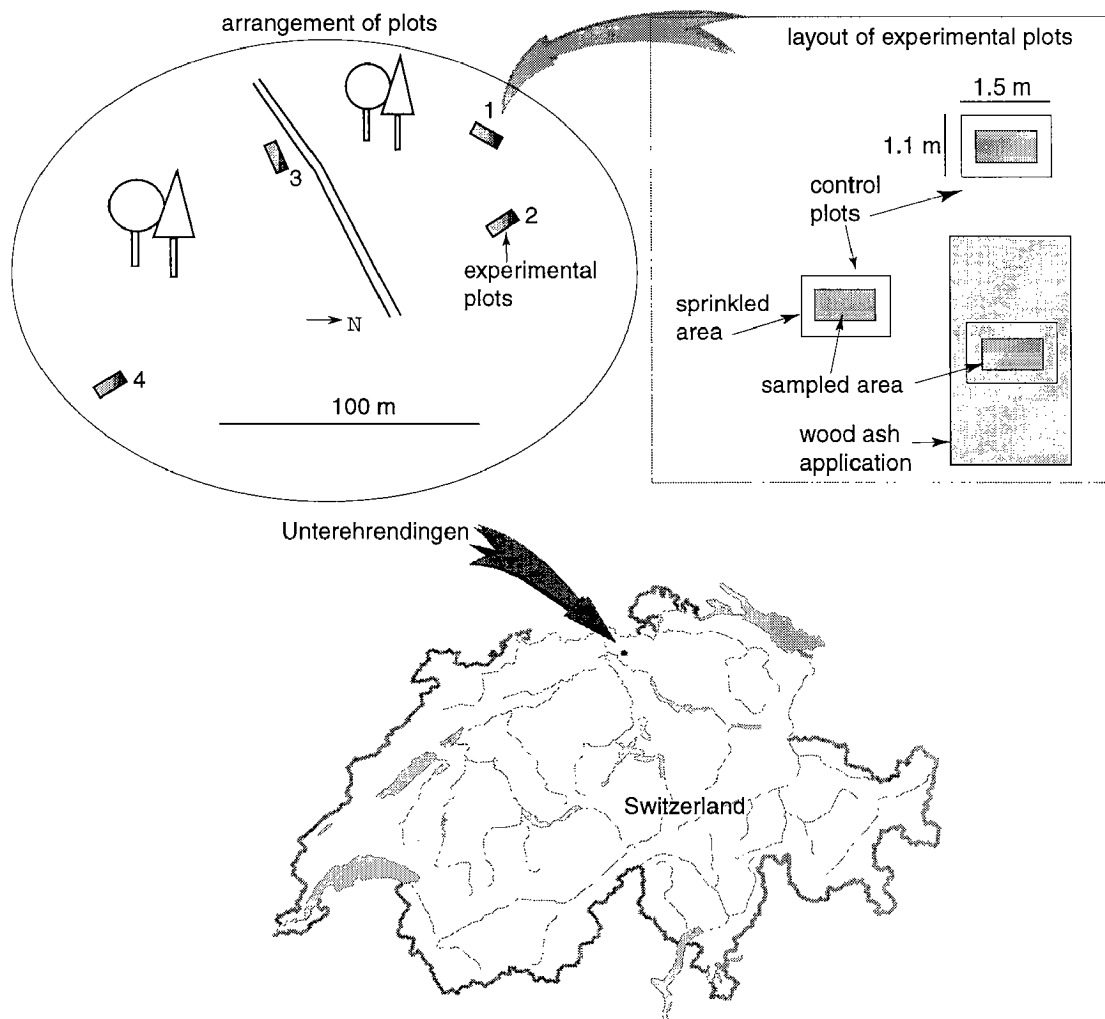 arrangement of plots
1
3
2
experimental
plots
N
4
100 m
layout of experimental plots
1.5 m
1.1 m
control
plots
sprinkled
area
sampled area
wood ash
application
Unterehrendingen
Switzerland